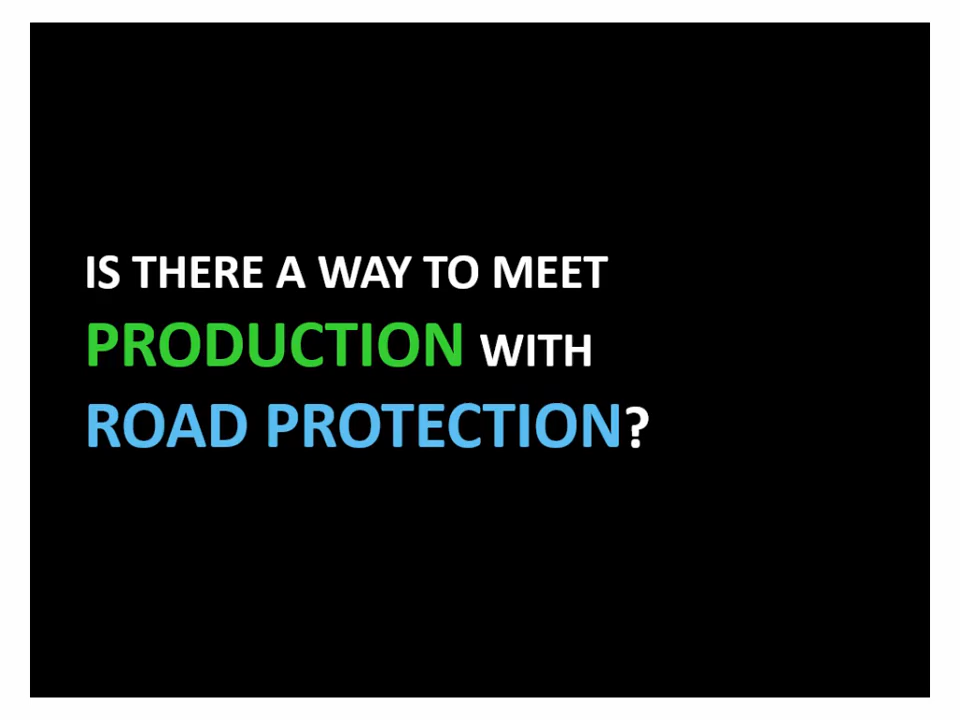 IS THERE A WAY TO MEET
PRODUCTION WITH
ROAD PROTECTION?